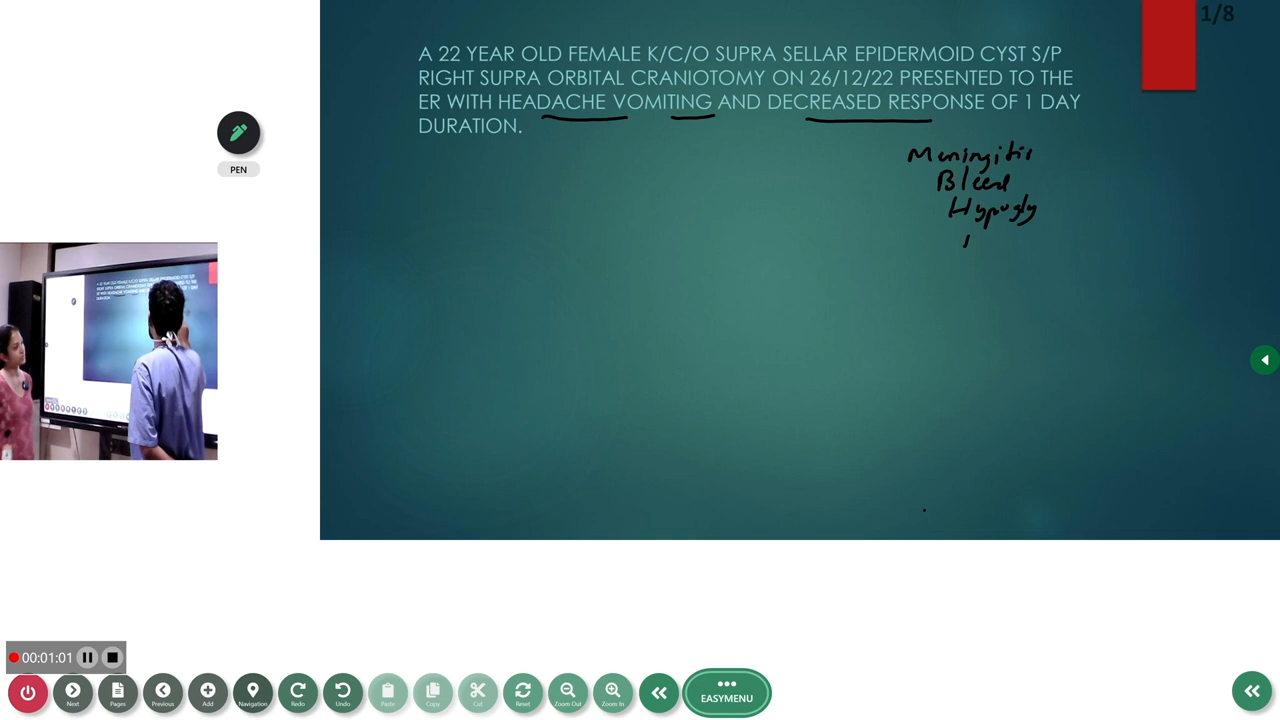 1/8
A 22 YEAR OLD FEMALE K/C/O SUPRA SELLAR EPIDERMOID CYST S/P
RIGHT SUPRA ORBITAL CRANIOTOMY ON 26/12/22 PRESENTED TO THE
ER WITH HEADACHE VOMITING AND DECREASED RESPONSE OF 1 DAY
DURATION.
PEN
Meningitis
Bleed
Hypogly
00:01:01
Next
Pages
Previous
Add
Navigation
Redo
Undo
Paste
Copy
Cut
Reset
Zoom Out
Zoom In
EASYMENU